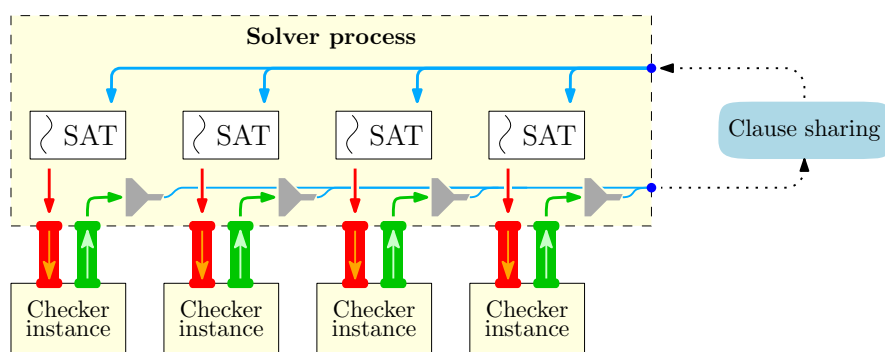 Solver process
SAT
SAT
SAT
SAT
Clause sharing
Checker
instance
Checker
instance
Checker
instance
Checker
instance